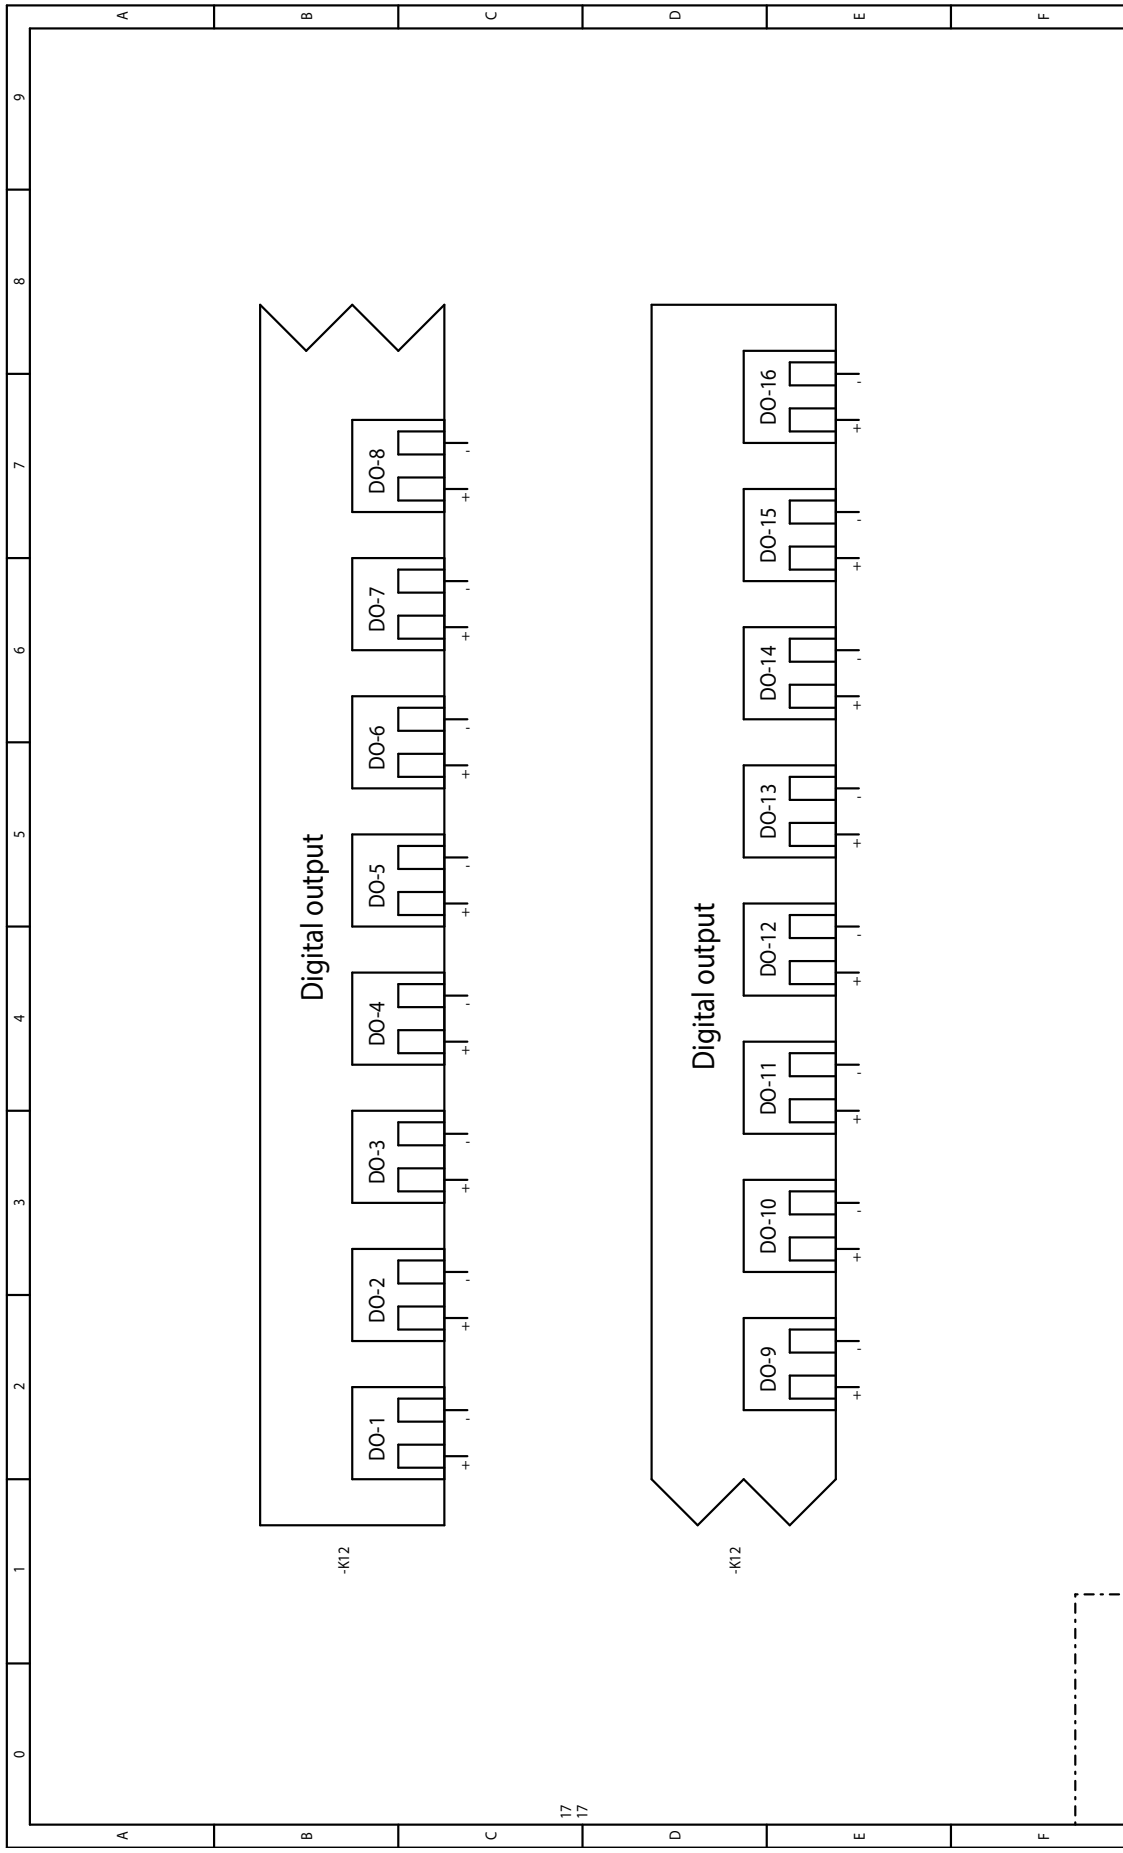 0 1 2 3 4 5 6 7 8 9
A A
B B
Digital output
-K12
DO-1 DO-2 DO-3 DO-4 DO-5 DO-6 DO-7 DO-8
+ - + - + - + - + - + - + - + -
C C
17
17
D D
Digital output
-K12
DO-9 DO-10 DO-11 DO-12 DO-13 DO-14 DO-15 DO-16
+ - + - + - + - + - + - + - + -
E E
F F